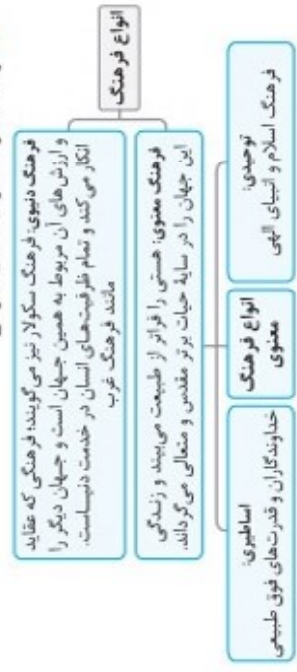 انواع فرهنگ
فرهنگ دنیوی: فرهنگ سکولار نیز می‌گویند؛ فرهنگی که عقاید
و ارزش‌های آن مربوط به همین جهان است و جهان دیگر را
انکار می‌کند و تمام ظرفیت‌های انسان در خدمت دنیاست.
مانند فرهنگ غرب
فرهنگ معنوی: هستی را فراتر از طبیعت می‌بیند و زندگی
این جهان را در سایهٔ حیات برتر مقدس و متعالی می‌گرداند.
توحیدی:
فرهنگ اسلام و انبیای الهی
انواع فرهنگ
معنوی
اساطیری:
خداوندگاران و قدرت‌های فوق طبیعی